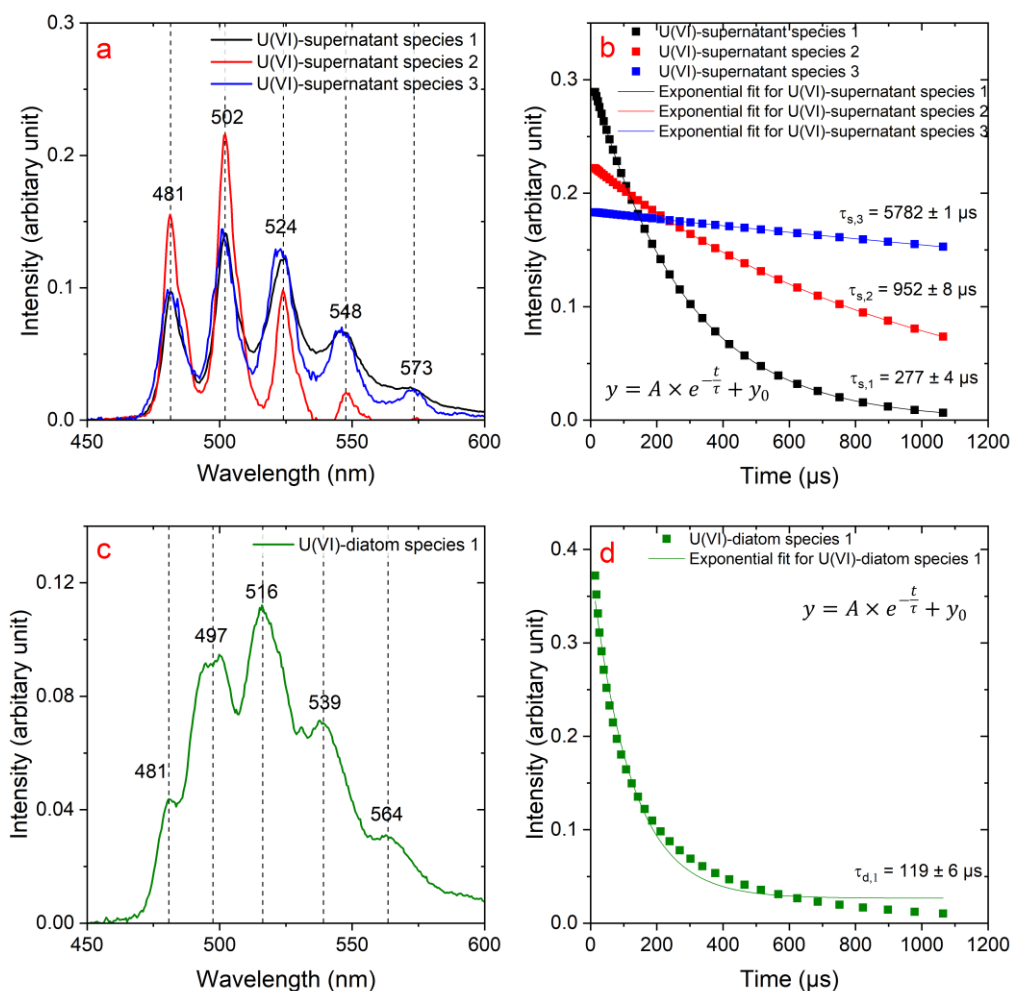 a
U(VI)-supernatant species 1
U(VI)-supernatant species 2
U(VI)-supernatant species 3
481
502
524
548
573
0.3
0.2
0.1
0.0
450
500
550
600
Intensity (arbitary unit)
Wavelength (nm)
b
U(VI)-supernatant species 1
U(VI)-supernatant species 2
U(VI)-supernatant species 3
Exponential fit for U(VI)-supernatant species 1
Exponential fit for U(VI)-supernatant species 2
Exponential fit for U(VI)-supernatant species 3
τs,3 = 5782 ± 1 µs
τs,2 = 952 ± 8 µs
τs,1 = 277 ± 4 µs
y = A × e^(-t/τ) + y0
0.3
0.2
0.1
0.0
0
200
400
600
800
1000
1200
Intensity (arbitary unit)
Time (µs)
c
U(VI)-diatom species 1
481
497
516
539
564
0.12
0.08
0.04
0.00
450
500
550
600
Intensity (arbitary unit)
Wavelength (nm)
d
U(VI)-diatom species 1
Exponential fit for U(VI)-diatom species 1
y = A × e^(-t/τ) + y0
τd,1 = 119 ± 6 µs
0.4
0.3
0.2
0.1
0.0
0
200
400
600
800
1000
1200
Intensity (arbitary unit)
Time (µs)